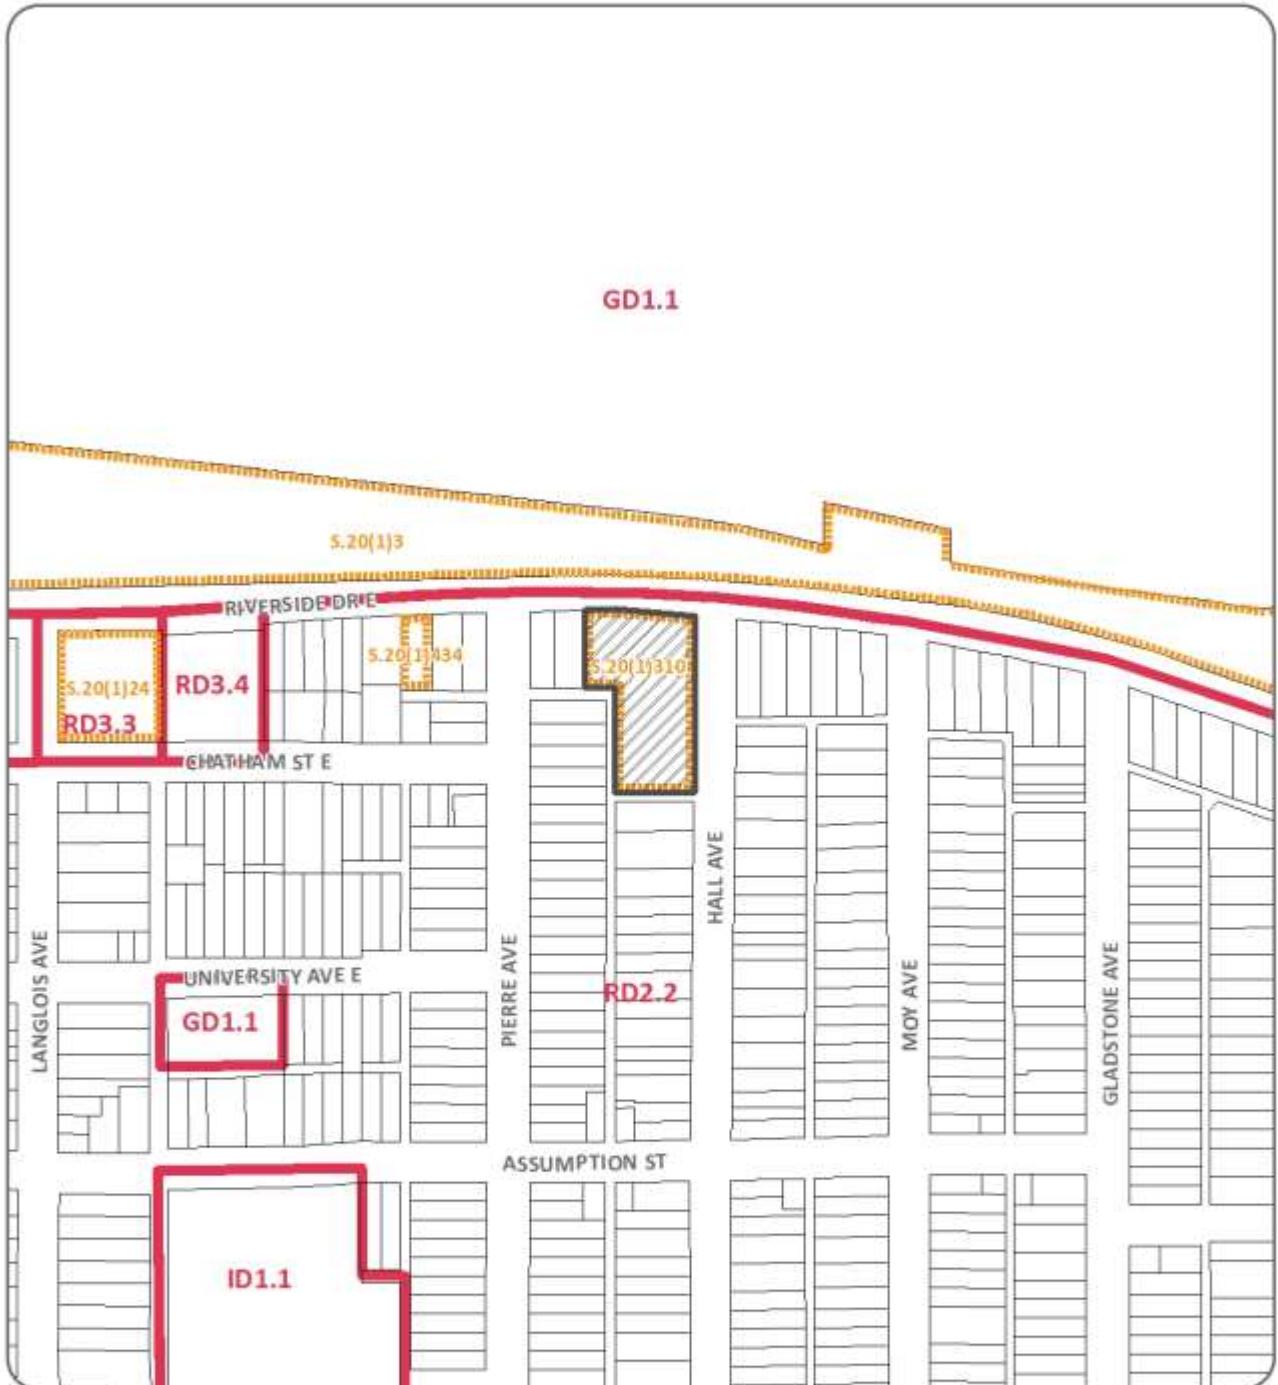 GD1.1
S.20(1)3
RIVERSIDE DR E
S.20(1)434
S.20(1)310
S.20(1)24
RD3.4
RD3.3
CHATHAM ST E
HALL AVE
LANGLOIS AVE
PIERRE AVE
MOY AVE
GLADSTONE AVE
UNIVERSITY AVE E
RD2.2
GD1.1
ASSUMPTION ST
ID1.1